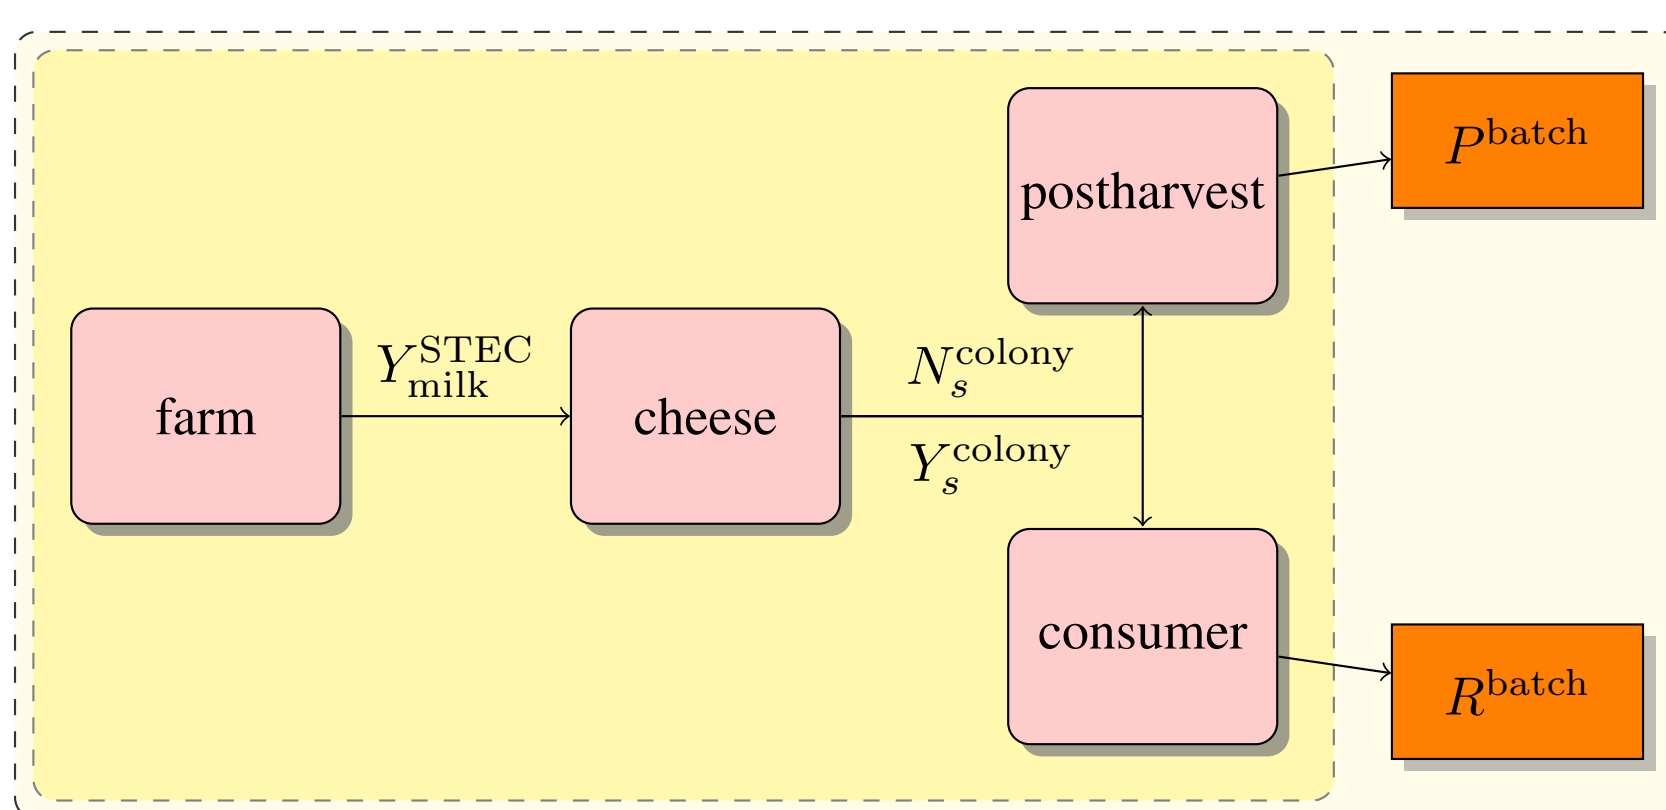 farm
Y_milk^STEC
cheese
N_s^colony
Y_s^colony
postharvest
consumer
P^batch
R^batch